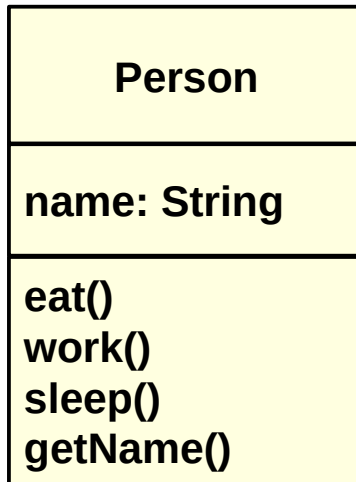 Person
name: String
eat()
work()
sleep()
getName()